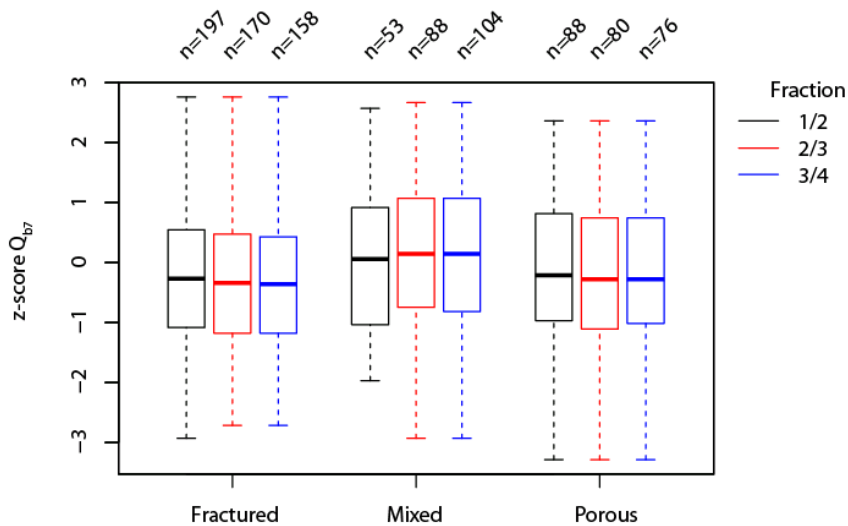 n=197 n=170 n=158 n=53 n=88 n=104 n=88 n=80 n=76
Fraction
1/2
2/3
3/4
z-score Qb7
3
2
1
0
−1
−2
−3
Fractured Mixed Porous